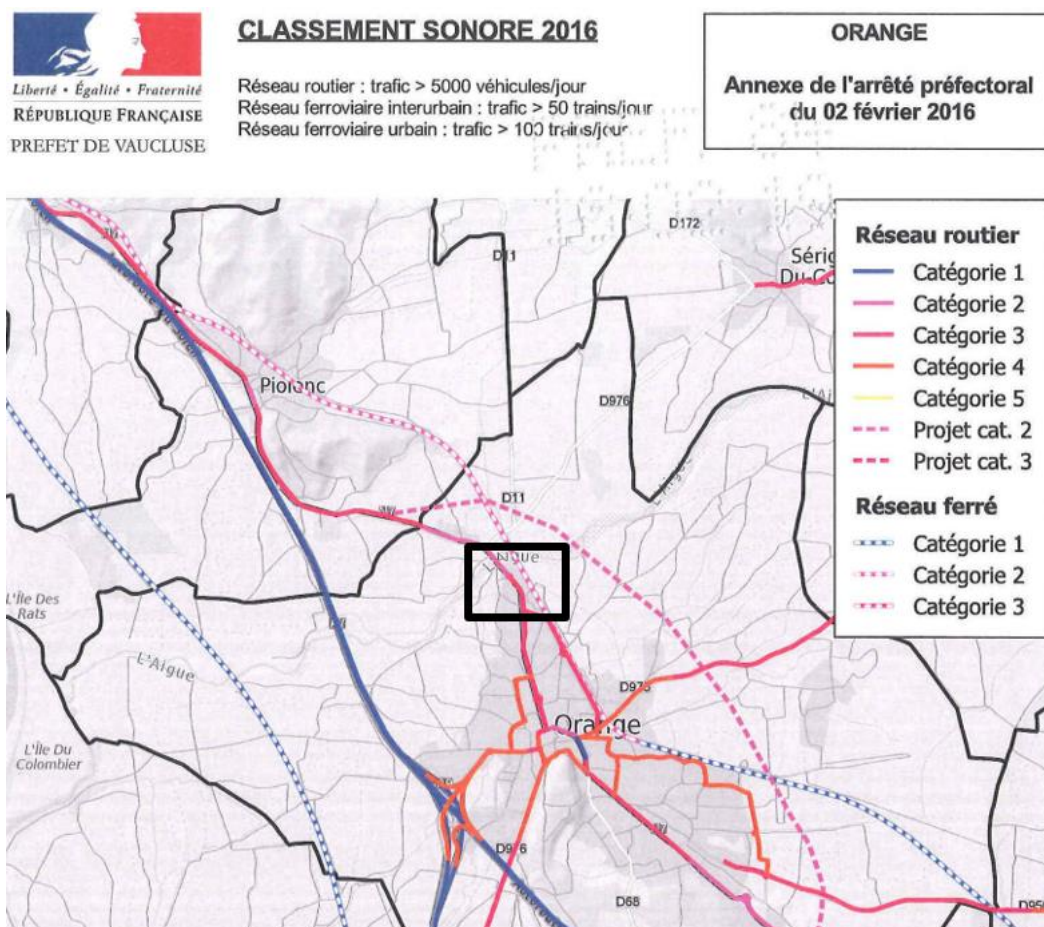 Liberté • Égalité • Fraternité
RÉPUBLIQUE FRANÇAISE
PREFET DE VAUCLUSE
CLASSEMENT SONORE 2016
Réseau routier : trafic > 5000 véhicules/jour
Réseau ferroviaire interurbain : trafic > 50 trains/jour
Réseau ferroviaire urbain : trafic > 100 trains/jour
ORANGE
Annexe de l'arrêté préfectoral
du 02 février 2016
Réseau routier
Catégorie 1
Catégorie 2
Catégorie 3
Catégorie 4
Catégorie 5
Projet cat. 2
Projet cat. 3
Réseau ferré
Catégorie 1
Catégorie 2
Catégorie 3
D172
D11
Piolenc
D976
D11
L'Île Des
Rats
L'Aigue
L'Île Du
Colombier
D975
Orange
D976
D68
D950